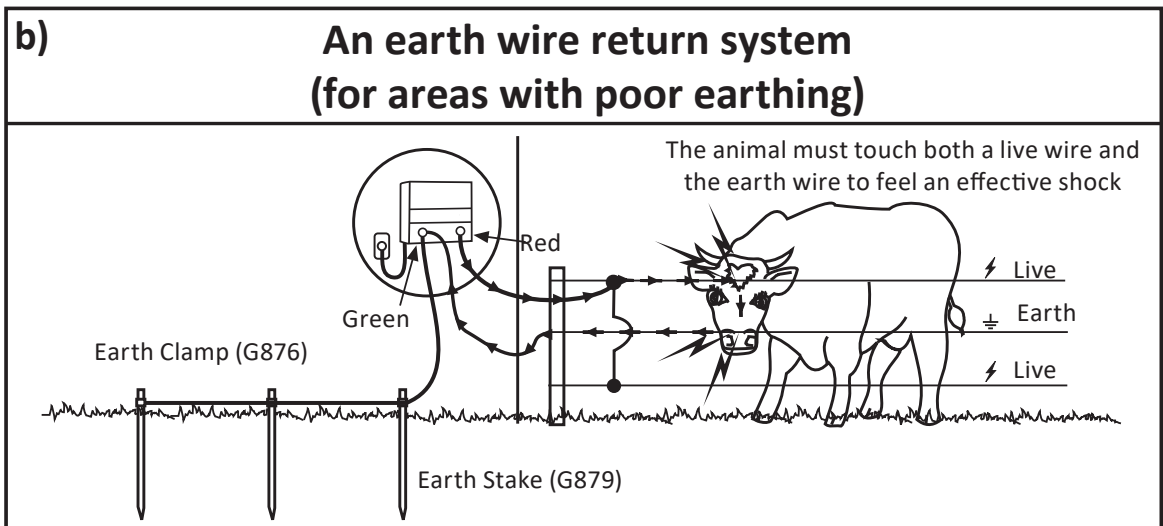 b)
An earth wire return system
(for areas with poor earthing)
The animal must touch both a live wire and
the earth wire to feel an effective shock
Red
Green
Live
Earth
Live
Earth Clamp (G876)
Earth Stake (G879)